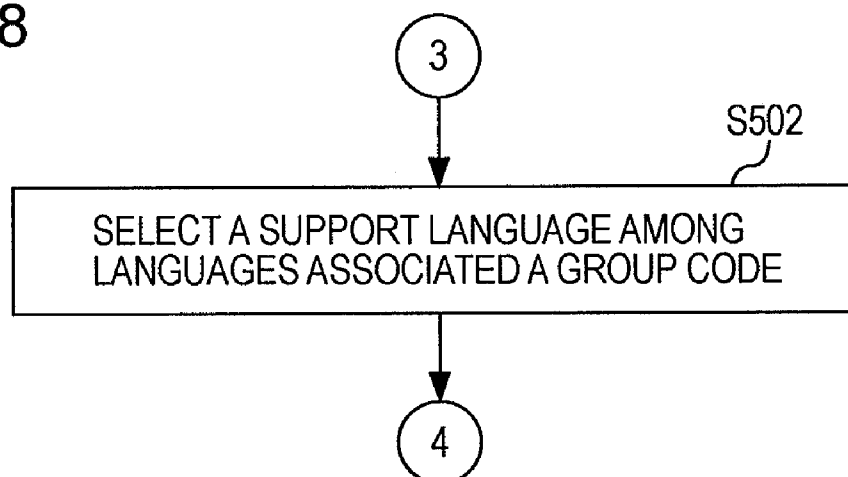 8
3
S502
SELECT A SUPPORT LANGUAGE AMONG
LANGUAGES ASSOCIATED A GROUP CODE
4